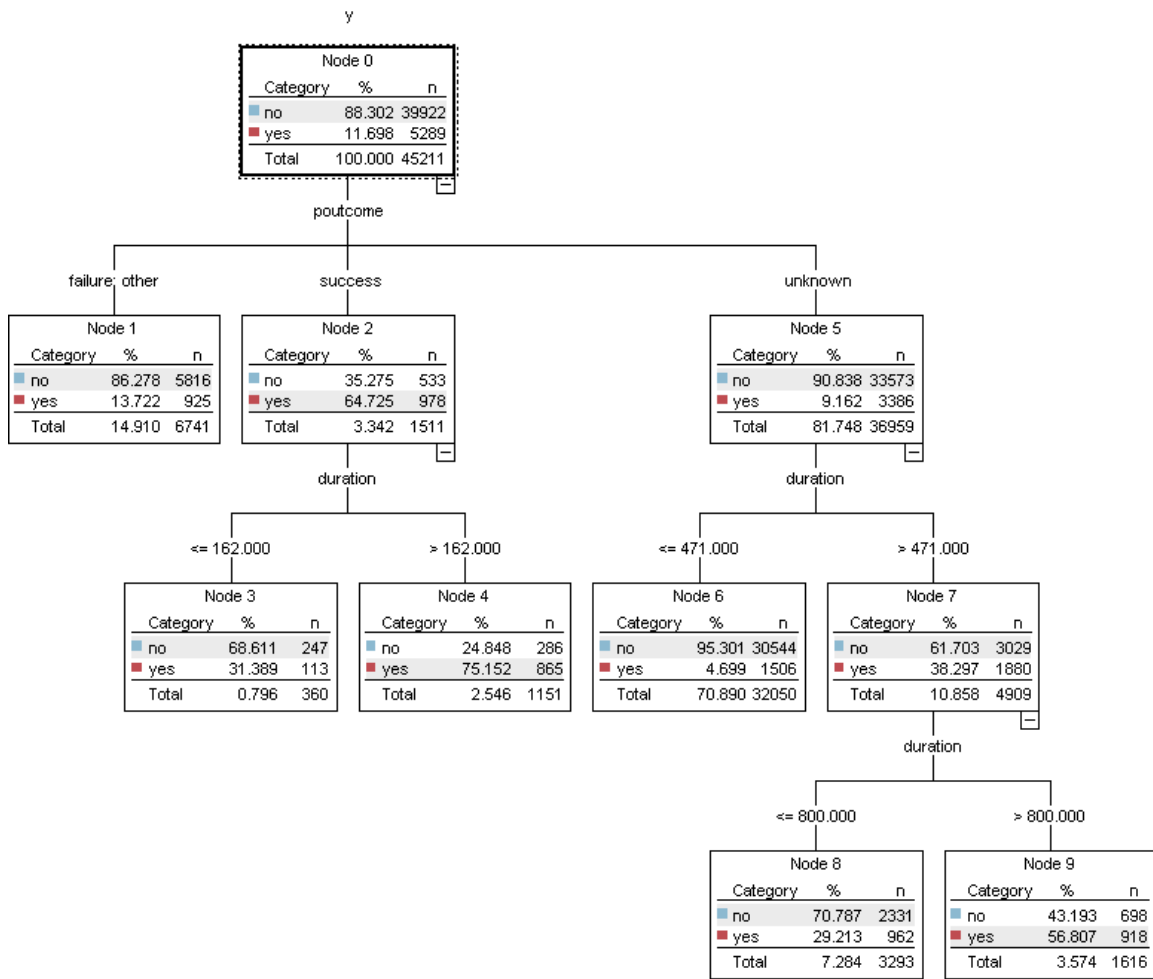 y
Node 0
Category % n
no 88.302 39922
yes 11.698 5289
Total 100.000 45211
poutcome
failure; other
success
unknown
Node 1
Category % n
no 86.278 5816
yes 13.722 925
Total 14.910 6741
Node 2
Category % n
no 35.275 533
yes 64.725 978
Total 3.342 1511
Node 5
Category % n
no 90.838 33573
yes 9.162 3386
Total 81.748 36959
duration
duration
<= 162.000
> 162.000
<= 471.000
> 471.000
Node 3
Category % n
no 68.611 247
yes 31.389 113
Total 0.796 360
Node 4
Category % n
no 24.848 286
yes 75.152 865
Total 2.546 1151
Node 6
Category % n
no 95.301 30544
yes 4.699 1506
Total 70.890 32050
Node 7
Category % n
no 61.703 3029
yes 38.297 1880
Total 10.858 4909
duration
<= 800.000
> 800.000
Node 8
Category % n
no 70.787 2331
yes 29.213 962
Total 7.284 3293
Node 9
Category % n
no 43.193 698
yes 56.807 918
Total 3.574 1616